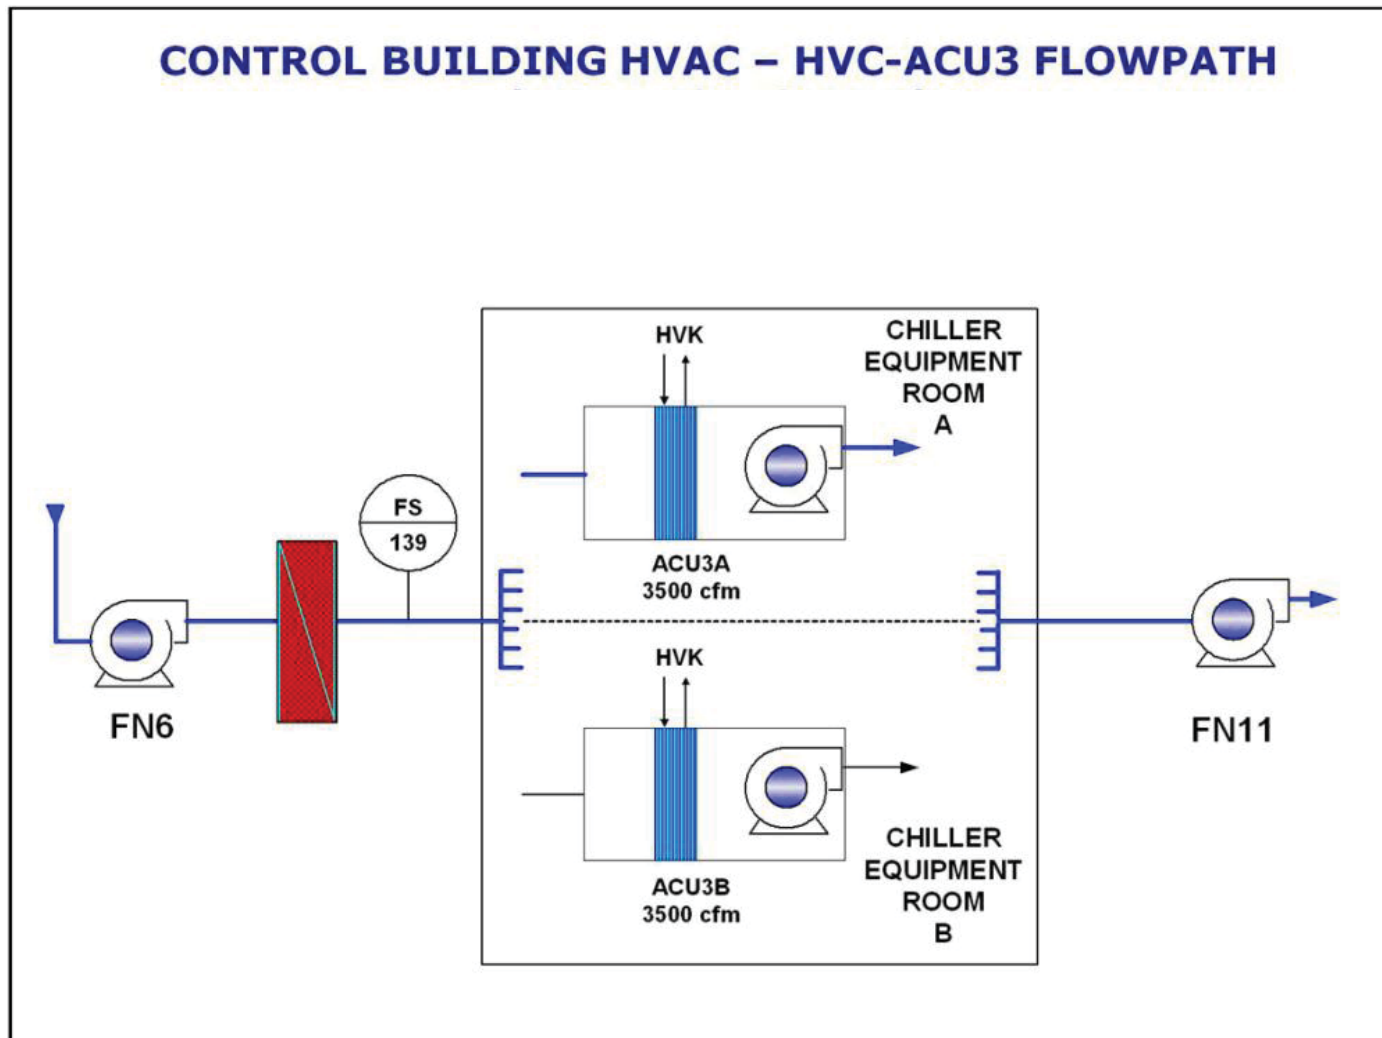 CONTROL BUILDING HVAC – HVC-ACU3 FLOWPATH
HVK
CHILLER
EQUIPMENT
ROOM
A
FS
139
ACU3A
3500 cfm
HVK
FN6
FN11
CHILLER
EQUIPMENT
ROOM
B
ACU3B
3500 cfm